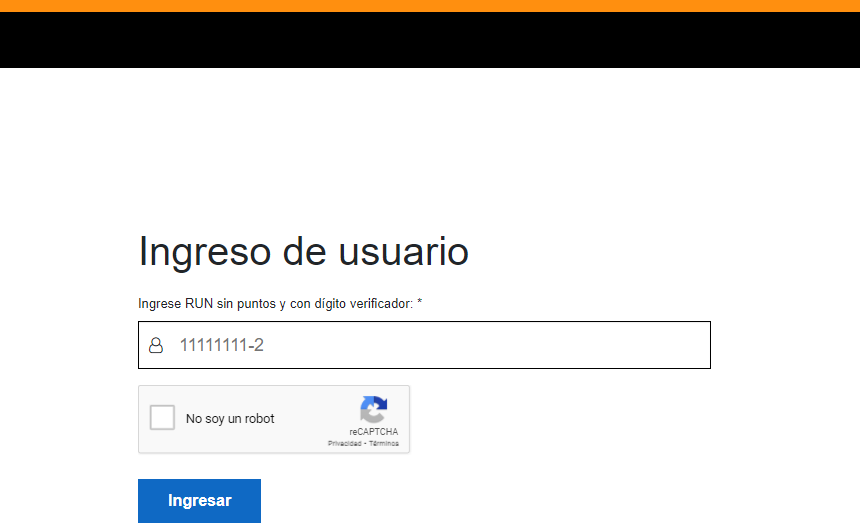 Ingreso de usuario
Ingrese RUN sin puntos y con dígito verificador: *
11111111-2
No soy un robot
reCAPTCHA
Privacidad - Términos
Ingresar